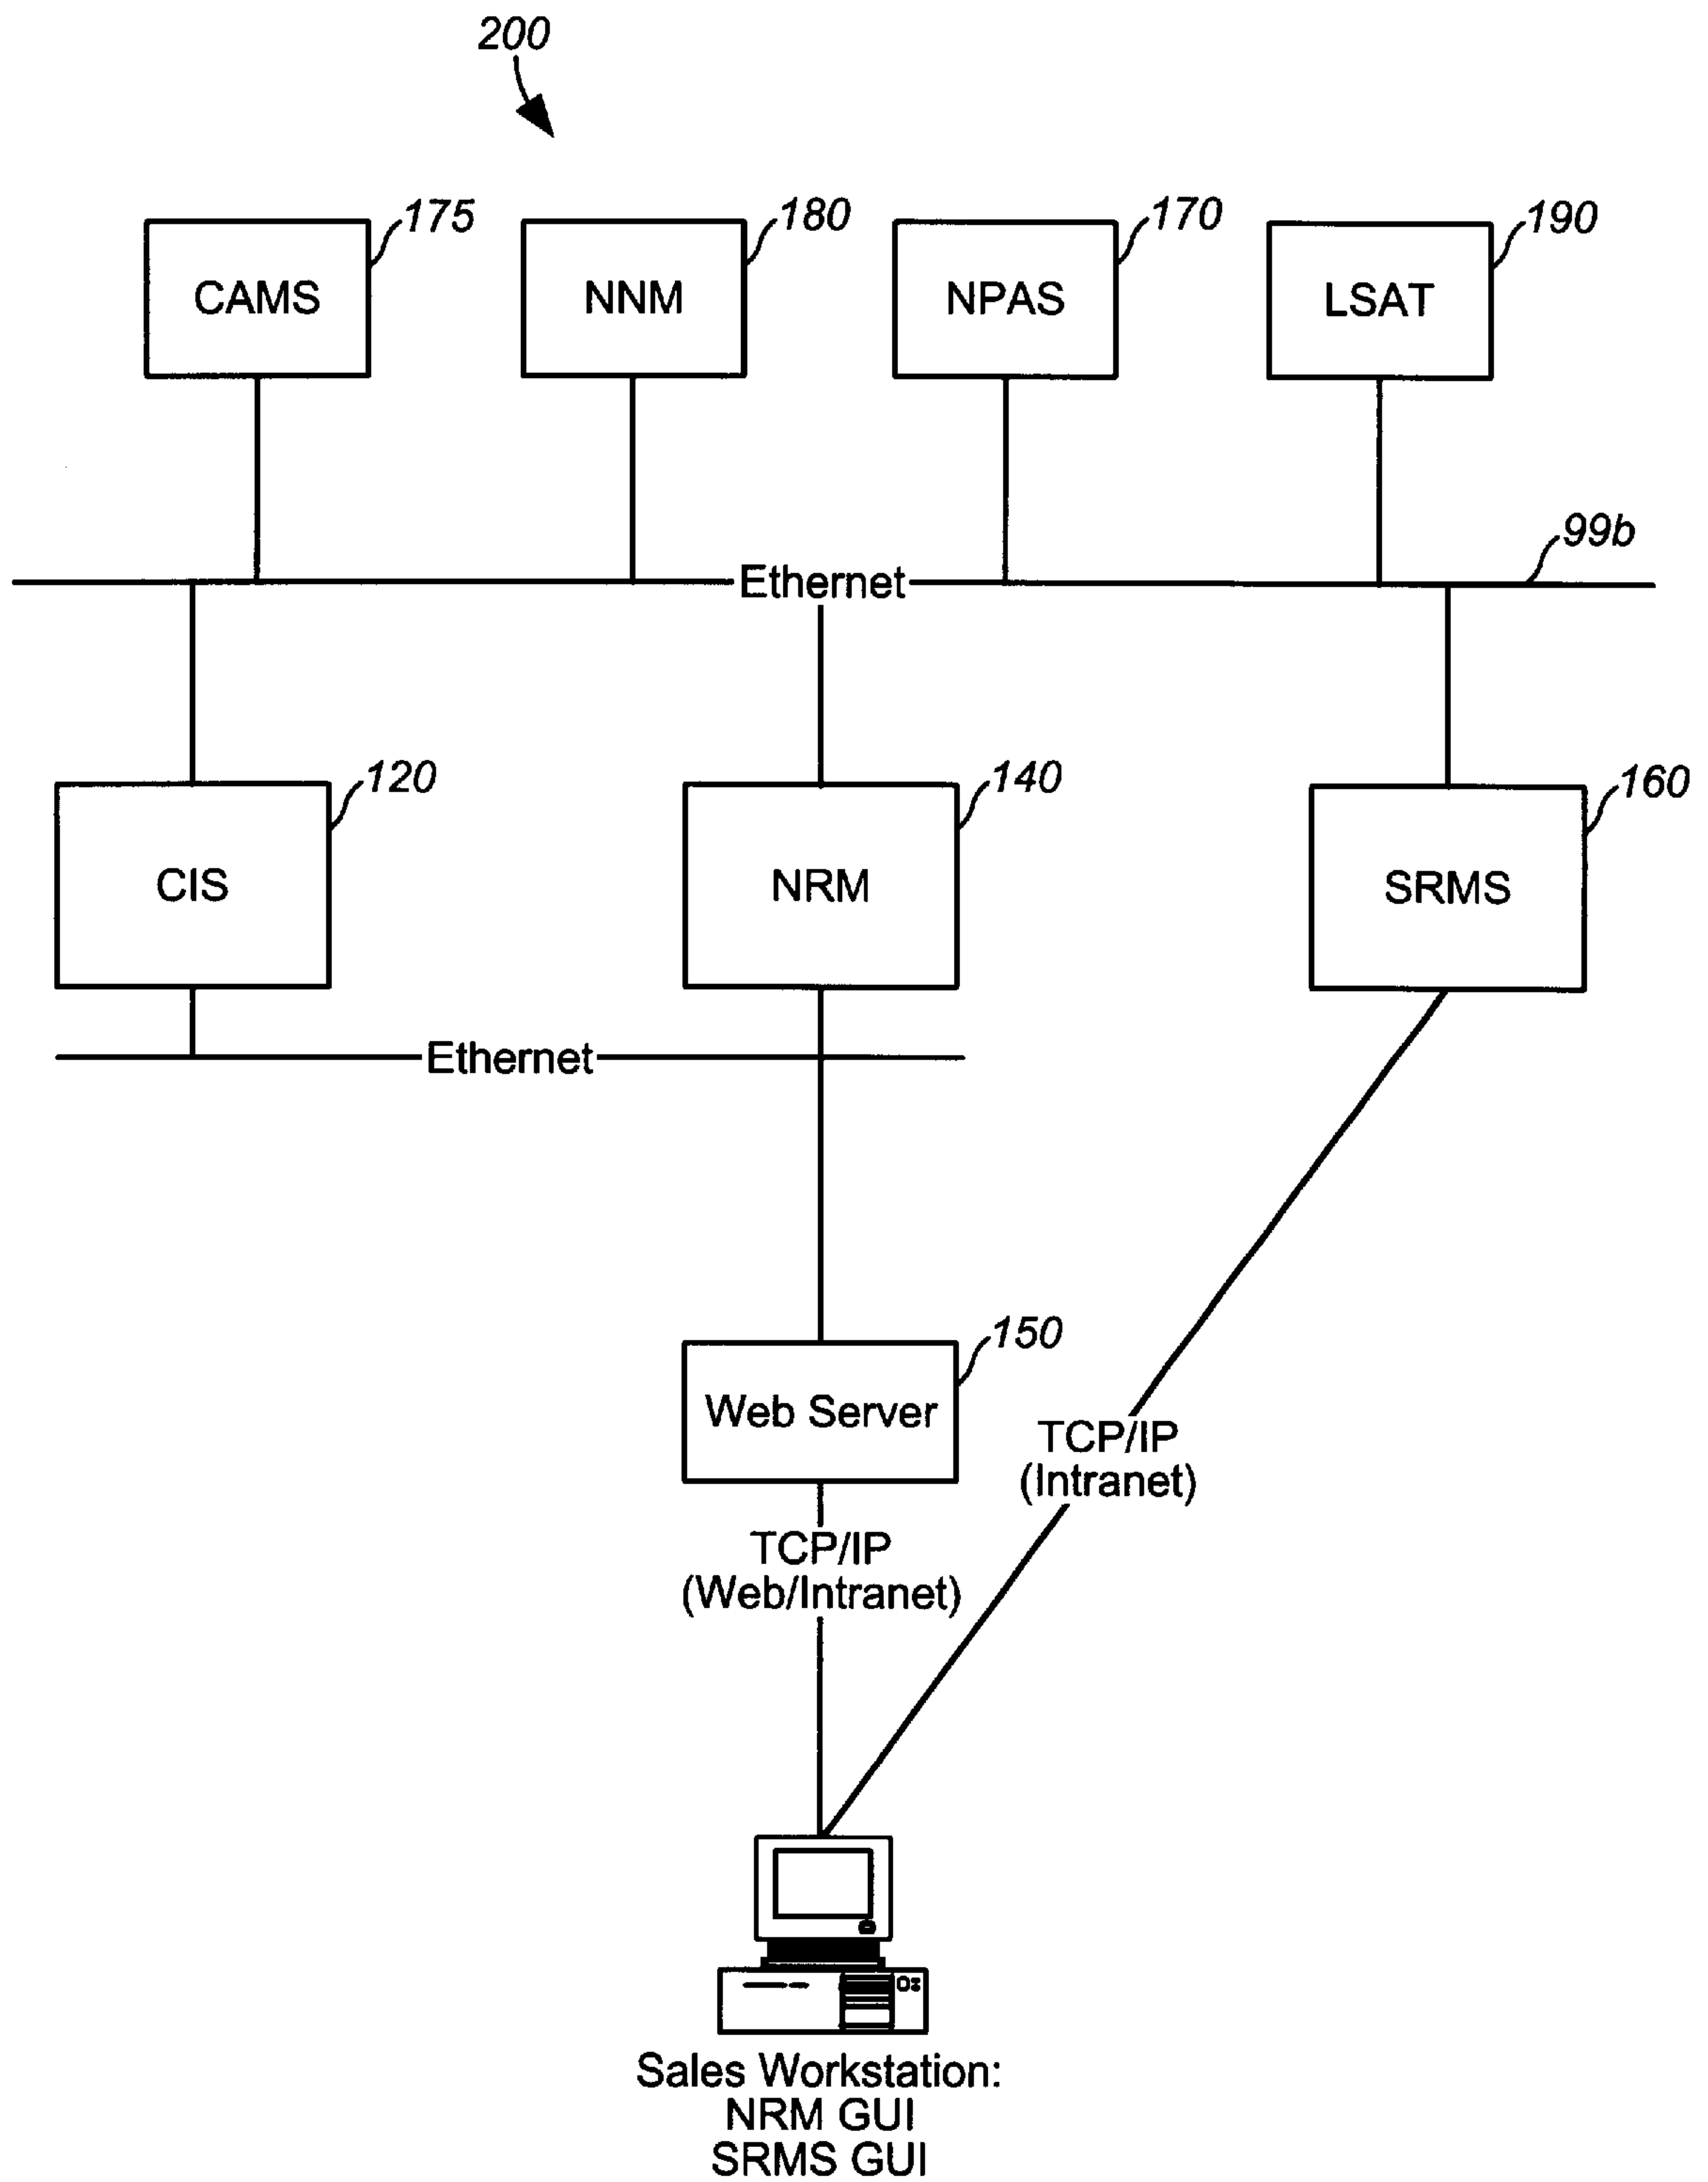 200
175
180
170
190
CAMS
NNM
NPAS
LSAT
99b
Ethernet
120
140
160
CIS
NRM
SRMS
Ethernet
150
Web Server
TCP/IP
(Intranet)
TCP/IP
(Web/Intranet)
Sales Workstation:
NRM GUI
SRMS GUI